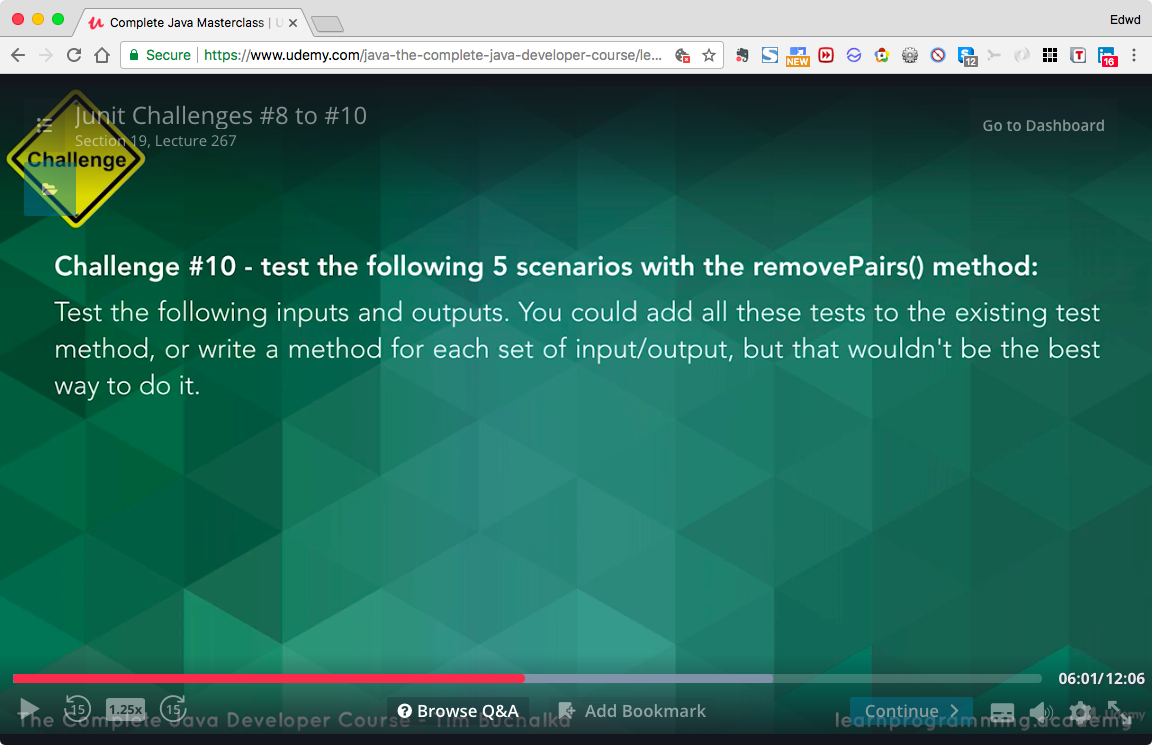 Complete Java Masterclass | U
Edwd
Secure | https://www.udemy.com/java-the-complete-java-developer-course/le...
NEW
12
T
16
Junit Challenges #8 to #10
Section 19, Lecture 267
Go to Dashboard
Challenge
Challenge #10 - test the following 5 scenarios with the removePairs() method:
Test the following inputs and outputs. You could add all these tests to the existing test
method, or write a method for each set of input/output, but that wouldn't be the best
way to do it.
06:01/12:06
15
1.25x
15
? Browse Q&A
Add Bookmark
Continue
The Complete Java Developer Course - Tim Buchalka
learnprogramming.academy
Udemy